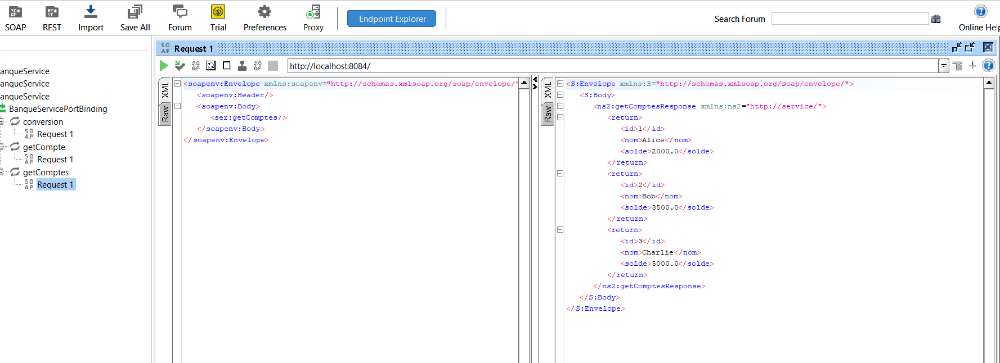 SOAP REST Import Save All Forum Trial Preferences Proxy Endpoint Explorer Search Forum Online Help
anqueService
anqueService
anqueService
BanqueServicePortBinding
conversion
Request 1
getCompte
Request 1
getComptes
Request 1
Request 1
http://localhost:8084/
XML
Raw
<soapenv:Envelope xmlns:soapenv="http://schemas.xmlsoap.org/soap/envelope/"
<soapenv:Header/>
<soapenv:Body>
<ser:getComptes/>
</soapenv:Body>
</soapenv:Envelope>
XML
Raw
<S:Envelope xmlns:S="http://schemas.xmlsoap.org/soap/envelope/">
<S:Body>
<ns2:getComptesResponse xmlns:ns2="http://service/">
<return>
<id>1</id>
<nom>Alice</nom>
<solde>2000.0</solde>
</return>
<return>
<id>2</id>
<nom>Bob</nom>
<solde>3500.0</solde>
</return>
<return>
<id>3</id>
<nom>Charlie</nom>
<solde>5000.0</solde>
</return>
</ns2:getComptesResponse>
</S:Body>
</S:Envelope>